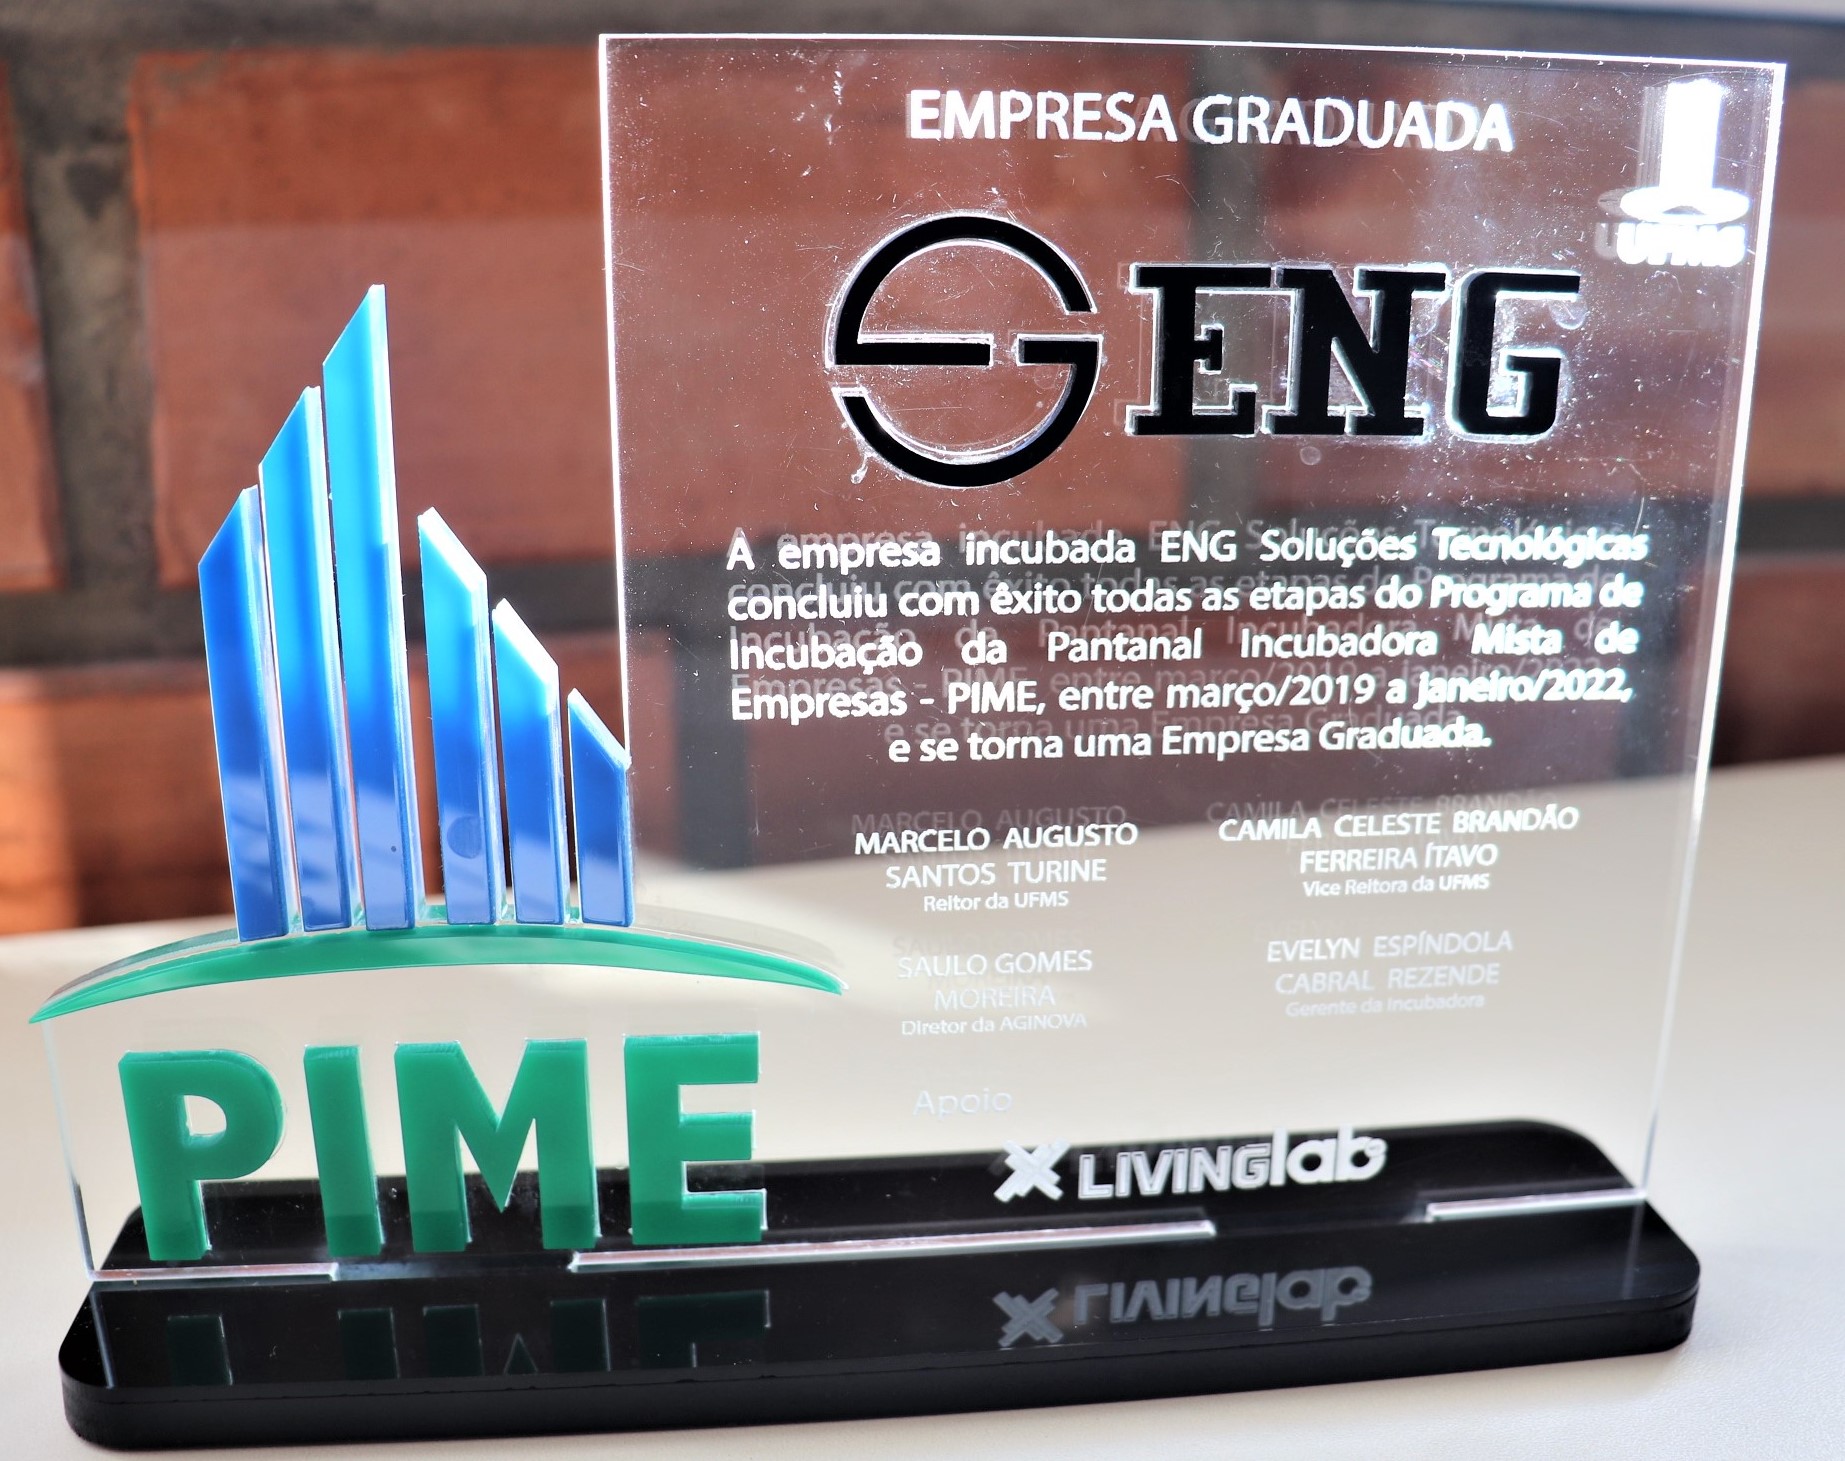 EMPRESA GRADUADA
UFMS
ENG
A empresa incubada ENG Soluções Tecnológicas
concluiu com êxito todas as etapas do Programa de
Incubação da Pantanal Incubadora Mista de
Empresas - PIME, entre março/2019 a janeiro/2022,
e se torna uma Empresa Graduada.
MARCELO AUGUSTO
SANTOS TURINE
Reitor da UFMS
CAMILA CELESTE BRANDÃO
FERREIRA ÍTAVO
Vice Reitora da UFMS
SAULO GOMES
MOREIRA
Diretor da AGINOVA
EVELYN ESPÍNDOLA
CABRAL REZENDE
Gerente da Incubadora
Apoio
LIVINGlab
PIME